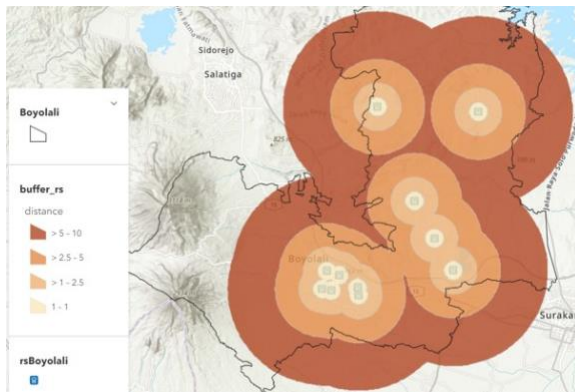 Sidorejo
Salatiga
Boyolali
buffer_rs
distance
> 5 - 10
> 2.5 - 5
> 1 - 2.5
1 - 1
rsBoyolali
Boyolali
Suraka